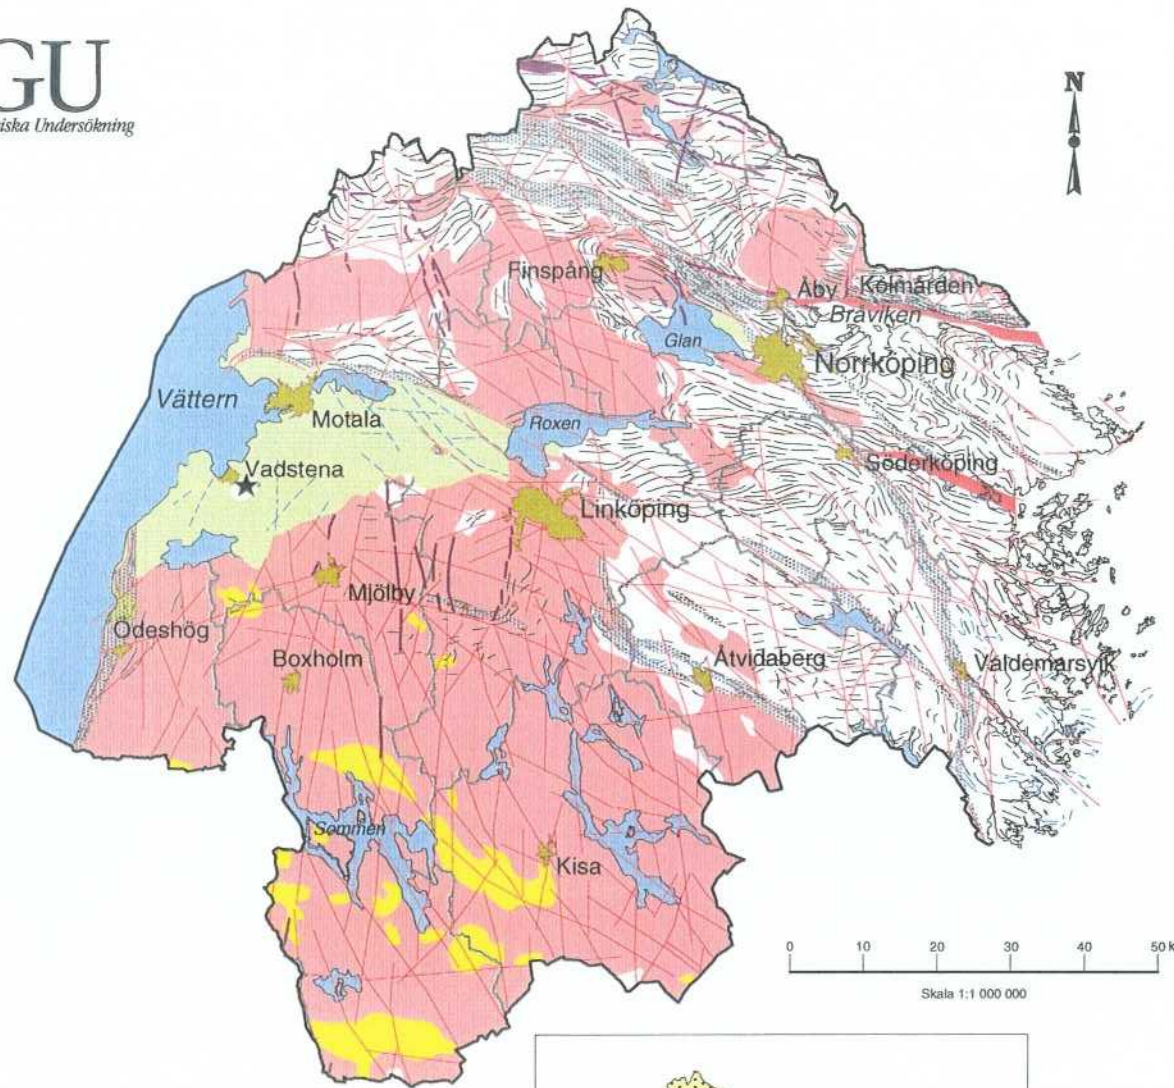 GU
iska Undersökning
N
Finspång
Åby
Kolmården
Bråviken
Glan
Norrköping
Vättern
Motala
Roxen
Vadstena
Söderköping
Linköping
Mjölby
Ödeshög
Boxholm
Åtvidaberg
Valdemarsvik
Sommen
Kisa
0 10 20 30 40 50 k
Skala 1:1 000 000